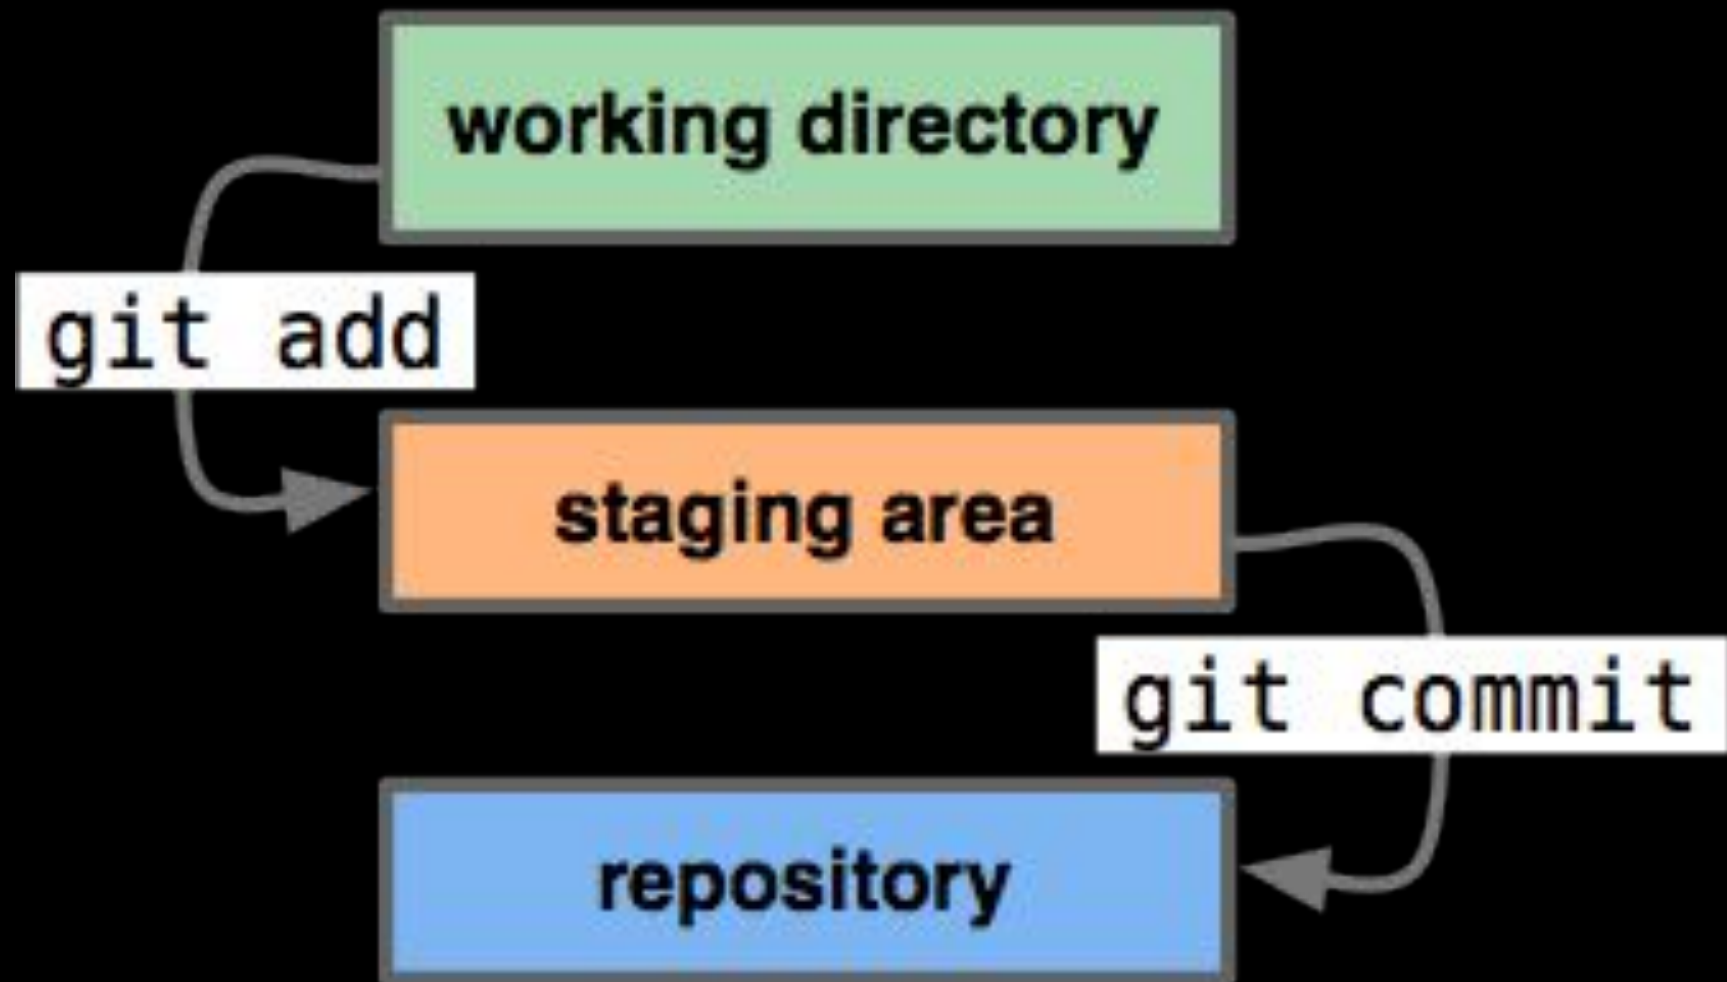 working directory
git add
staging area
git commit
repository